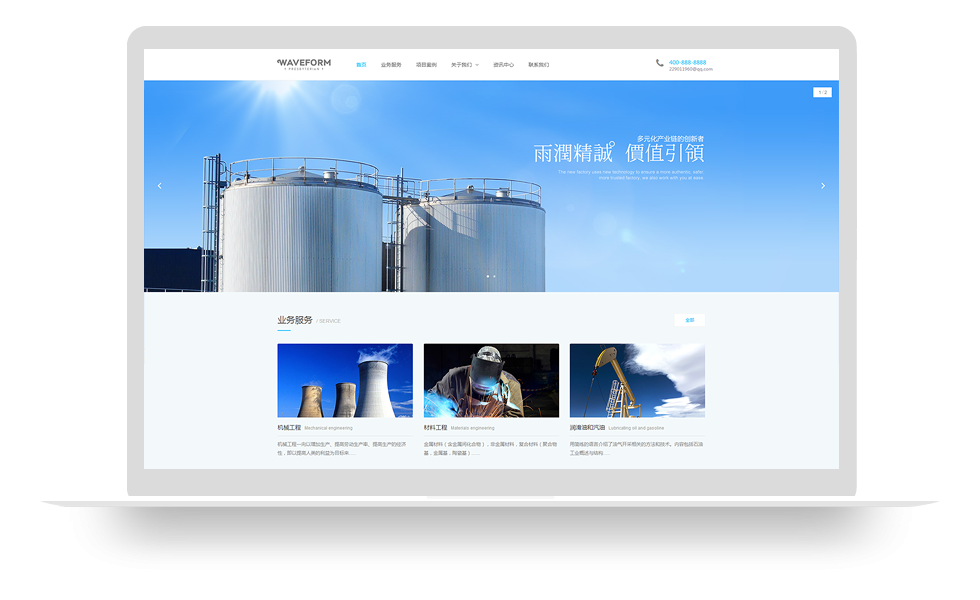 WAVEFORM
PRESBYTERIAN
首页 业务服务 项目案例 关于我们 资讯中心 联系我们
400-888-8888
229011960@qq.com
1 / 2
多元化产业链的创新者
雨潤精誠 價值引領
The new factory uses new technology to ensure a more authentic, safer,
more trusted factory, we also work with you at ease.
业务服务 / SERVICE
全部
机械工程 Mechanical engineering
材料工程 Materials engineering
润滑油和汽油 Lubricating oil and gasoline
机械工程一向以增加生产、提高劳动生产率、提高生产的经济
性，即以提高人类的利益为目标来......
金属材料（含金属间化合物），非金属材料，复合材料（聚合物
基，金属基，陶瓷基）......
用简练的语言介绍了油气开采相关的方法和技术。内容包括石油
工业概述与结构......